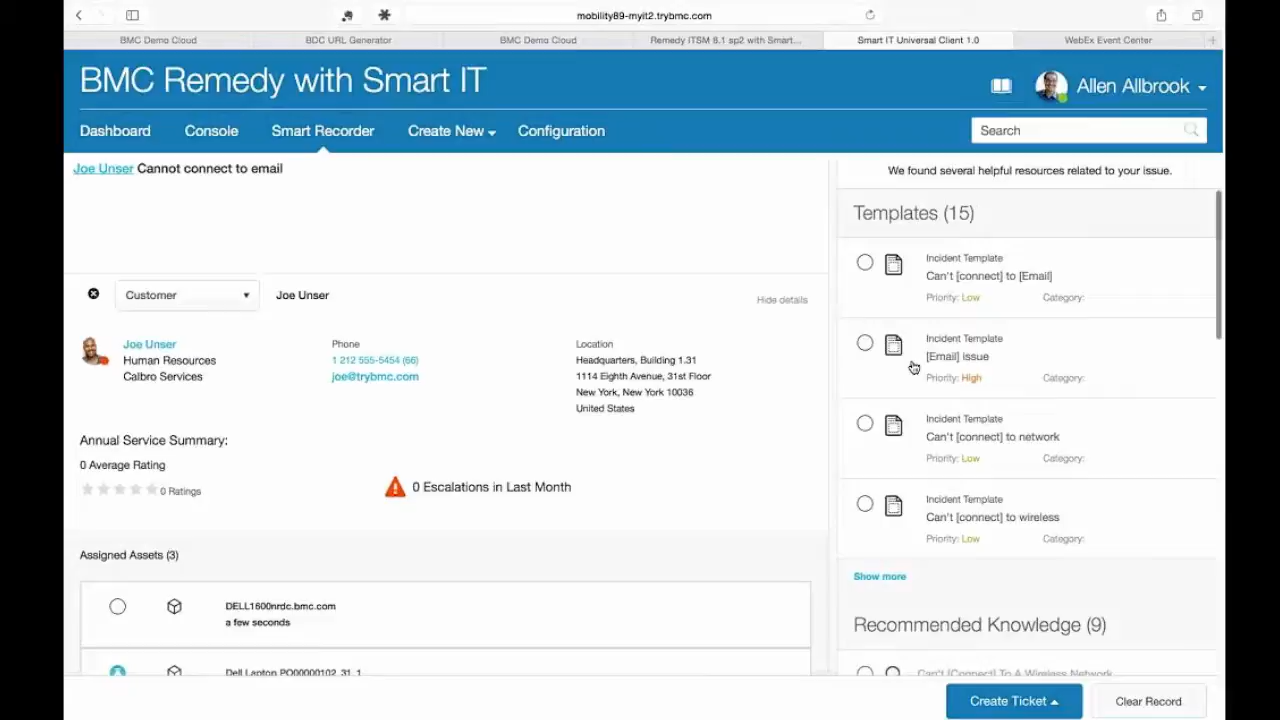 mobility89-myit2.trybmc.com
BMC Demo Cloud
BDC URL Generator
BMC Demo Cloud
Remedy ITSM 8.1 sp2 with Smart...
Smart IT Universal Client 1.0
WebEx Event Center
BMC Remedy with Smart IT
Allen Allbrook
Dashboard
Console
Smart Recorder
Create New
Configuration
Search
Joe Unser Cannot connect to email
Customer
Joe Unser
Hide details
Joe Unser
Human Resources
Calbro Services
Phone
1 212 555-5454 (66)
joe@trybmc.com
Location
Headquarters, Building 1.31
1114 Eighth Avenue, 31st Floor
New York, New York 10036
United States
Annual Service Summary:
0 Average Rating
0 Ratings
0 Escalations in Last Month
Assigned Assets (3)
DELL1600nrdc.bmc.com
a few seconds
Dell Laptop PO00000102_31_1
We found several helpful resources related to your issue.
Templates (15)
Incident Template
Can't [connect] to [Email]
Priority: Low
Category:
Incident Template
[Email] issue
Priority: High
Category:
Incident Template
Can't [connect] to network
Priority: Low
Category:
Incident Template
Can't [connect] to wireless
Priority: Low
Category:
Show more
Recommended Knowledge (9)
Can't [Connect] To A Wireless Network
Create Ticket
Clear Record